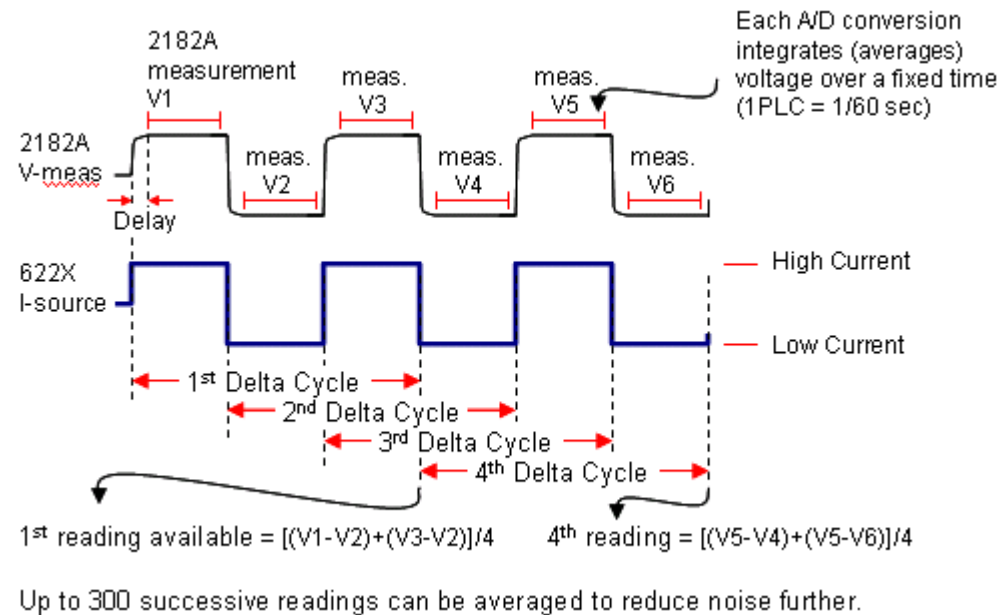 Each A/D conversion
integrates (averages)
voltage over a fixed time
(1PLC = 1/60 sec)
2182A
measurement
V1
meas.
V3
meas.
V5
2182A
V-meas
meas.
V2
meas.
V4
meas.
V6
Delay
622X
I-source
High Current
Low Current
1st Delta Cycle
2nd Delta Cycle
3rd Delta Cycle
4th Delta Cycle
1st reading available = [(V1-V2)+(V3-V2)]/4
4th reading = [(V5-V4)+(V5-V6)]/4
Up to 300 successive readings can be averaged to reduce noise further.